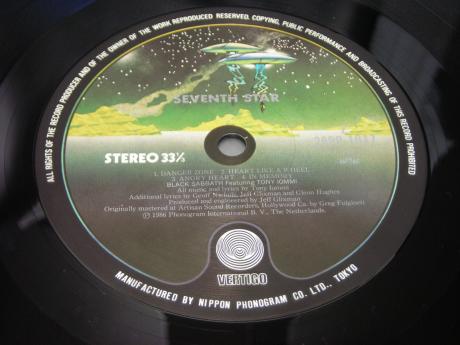 ALL RIGHTS OF THE RECORD PRODUCER AND OF THE OWNER OF THE WORK REPRODUCED RESERVED. COPYING, PUBLIC PERFORMANCE AND BROADCASTING OF THIS RECORD PROHIBITED
SEVENTH STAR
STEREO 33⅓
1. DANGER ZONE 2. HEART LIKE A WHEEL
3. ANGRY HEART 4. IN MEMORY
BLACK SABBATH Featuring TONY IOMMI
All music and lyrics by Tony Iommi
Additional lyrics by Geoff Nichols, Jeff Glixman and Glenn Hughes
Produced and engineered by Jeff Glixman
Originally mastered at Artisan Sound Recorders, Hollywood Ca. by Greg Fulginiti
Ⓟ 1986 Phonogram International B. V., The Netherlands.
VERTIGO
MANUFACTURED BY NIPPON PHONOGRAM CO. LTD., TOKYO